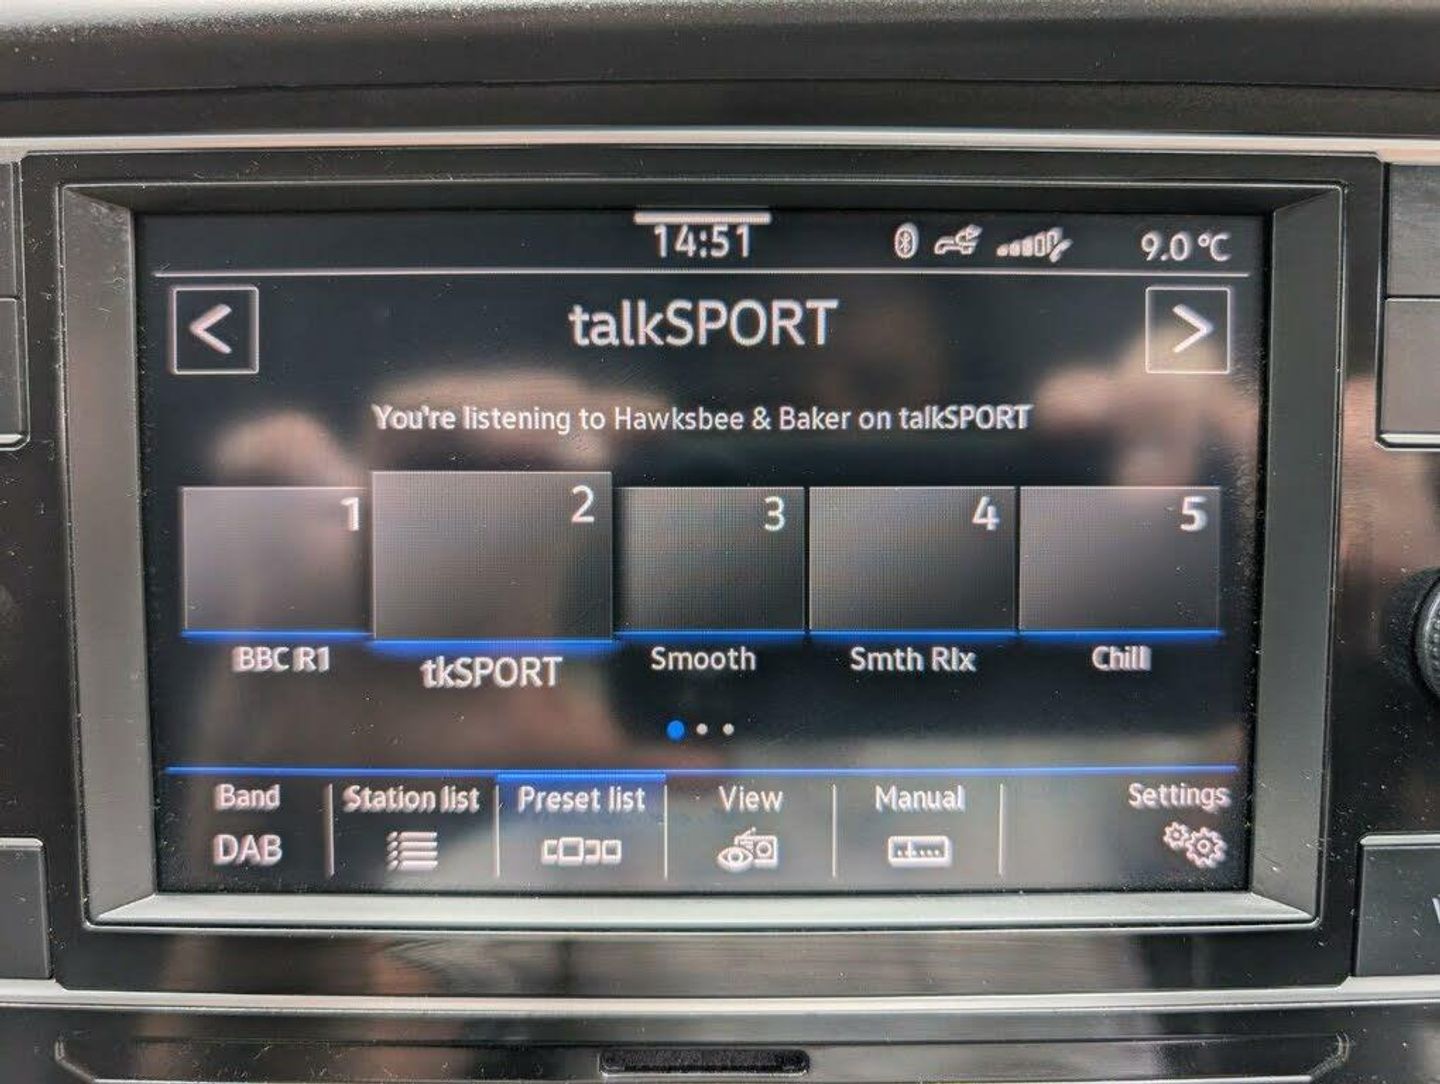 14:51 9.0 °C
talkSPORT
You're listening to Hawksbee & Baker on talkSPORT
1 2 3 4 5
BBC R1 tkSPORT Smooth Smth Rlx Chill
Band Station list Preset list View Manual Settings
DAB